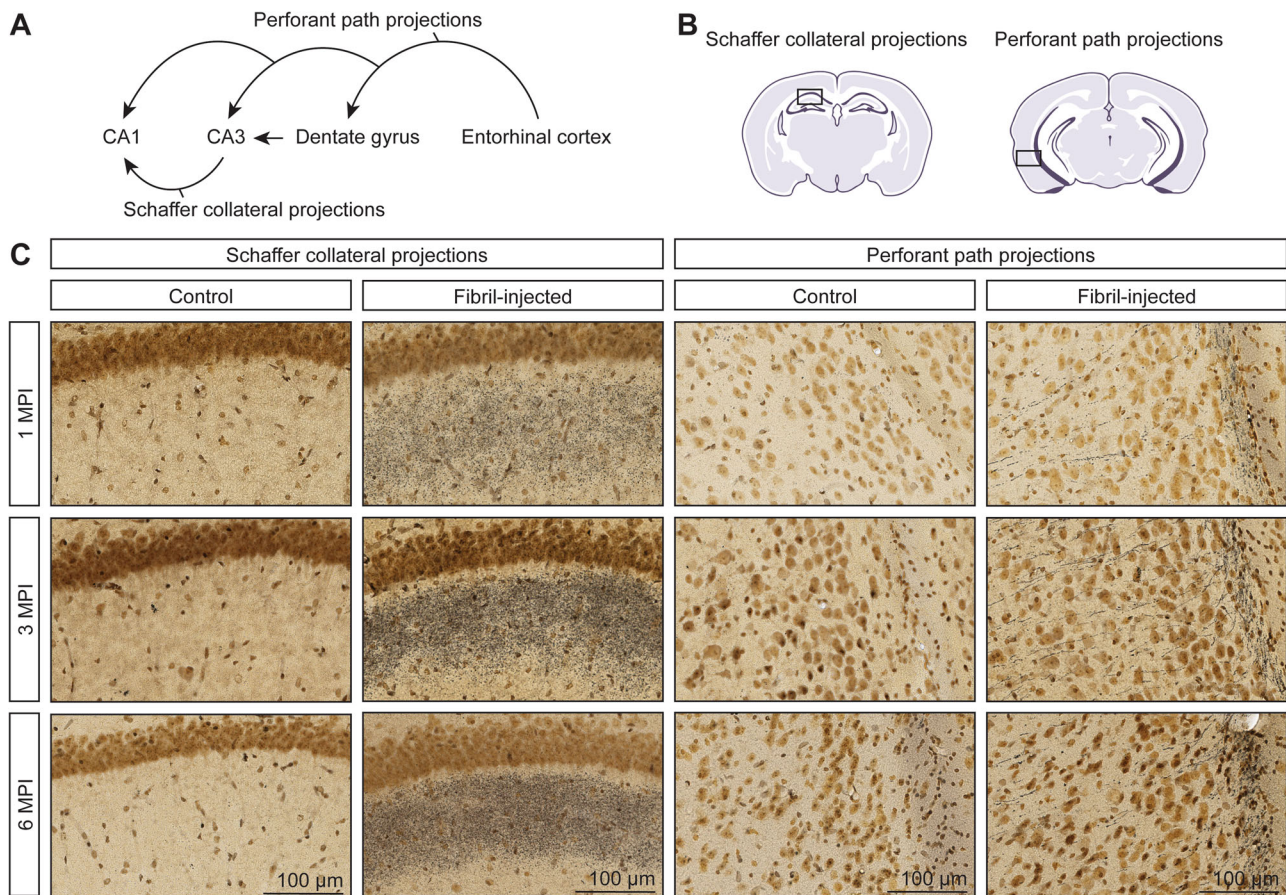 A
Perforant path projections
CA1
CA3
Dentate gyrus
Entorhinal cortex
Schaffer collateral projections
B
Schaffer collateral projections
Perforant path projections
C
Schaffer collateral projections
Perforant path projections
Control
Fibril-injected
Control
Fibril-injected
1 MPI
3 MPI
6 MPI
100 µm
100 µm
100 µm
100 µm